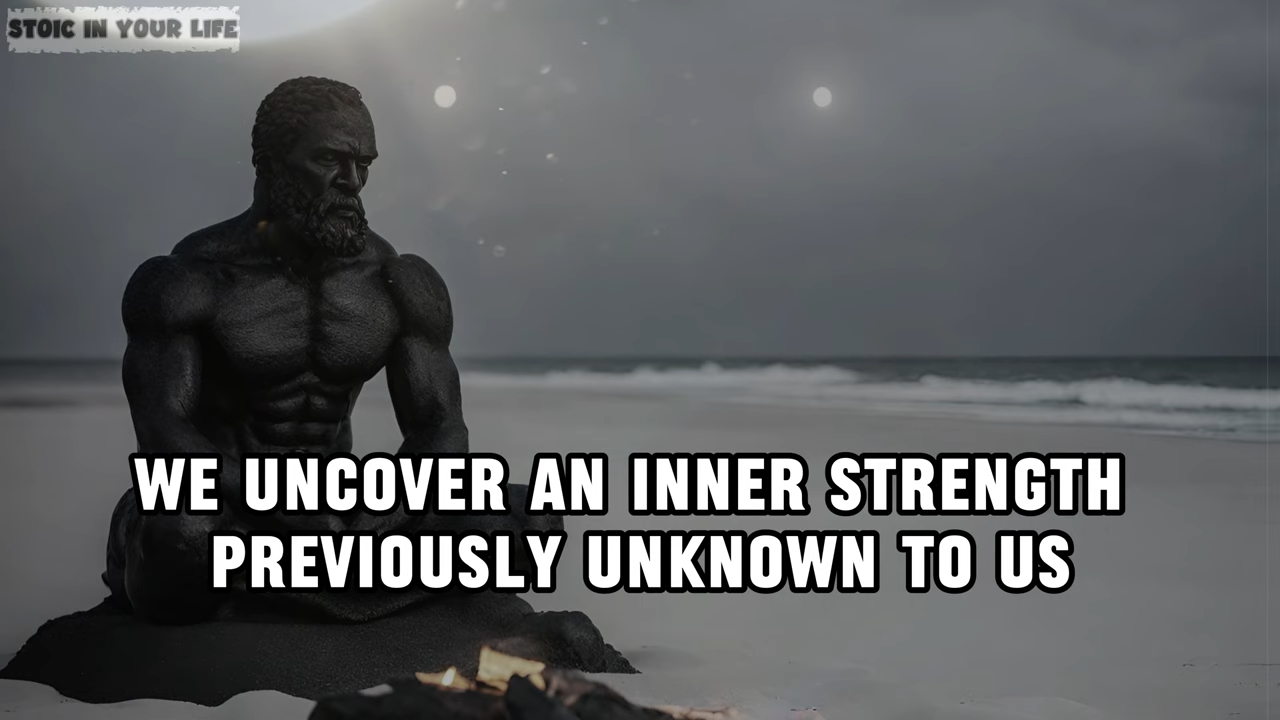 STOIC IN YOUR LIFE
WE UNCOVER AN INNER STRENGTH
PREVIOUSLY UNKNOWN TO US